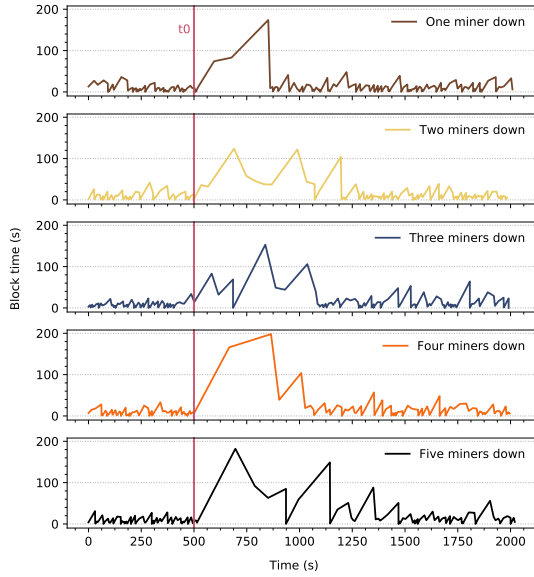 200
100
0
t0
One miner down
200
100
0
Two miners down
200
100
0
Three miners down
200
100
0
Four miners down
200
100
0
Five miners down
Block time (s)
0 250 500 750 1000 1250 1500 1750 2000
Time (s)